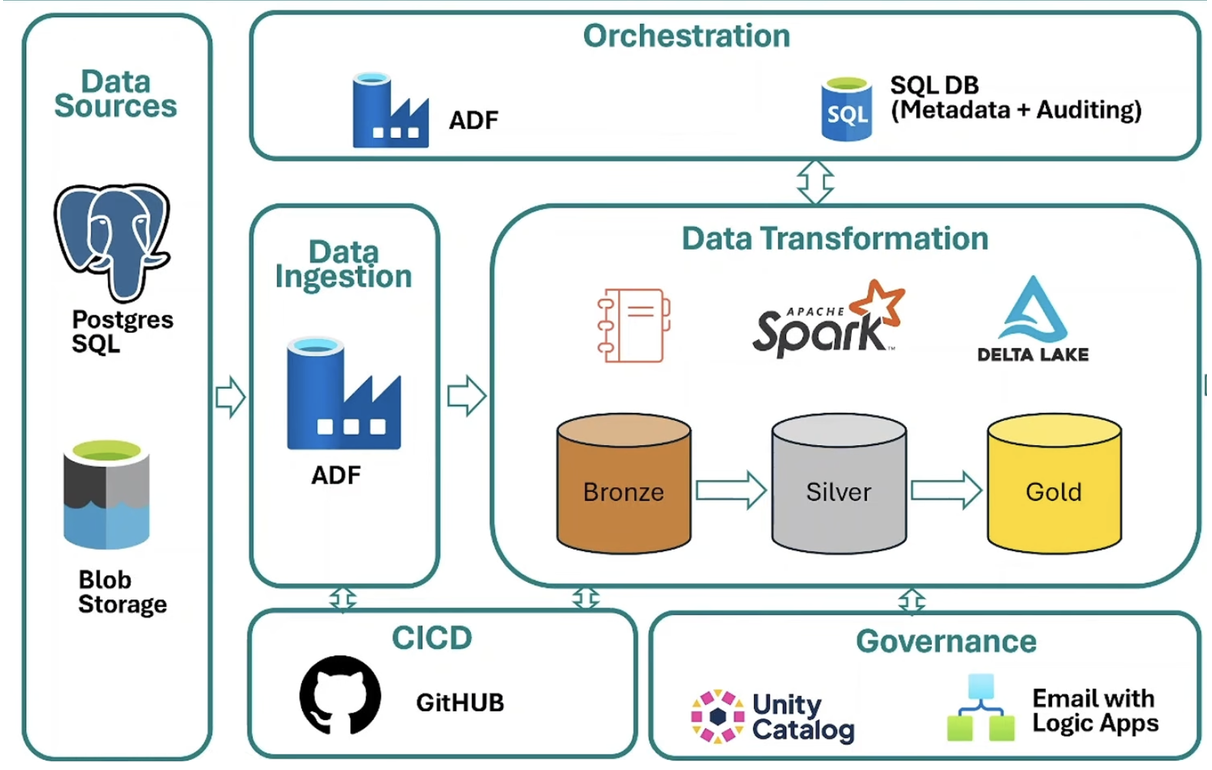 Orchestration
ADF
SQL
SQL DB
(Metadata + Auditing)
Data
Sources
Postgres
SQL
Blob
Storage
Data
Ingestion
ADF
Data Transformation
APACHE
Spark
TM
DELTA LAKE
Bronze
Silver
Gold
CICD
GitHUB
Governance
Unity
Catalog
Email with
Logic Apps